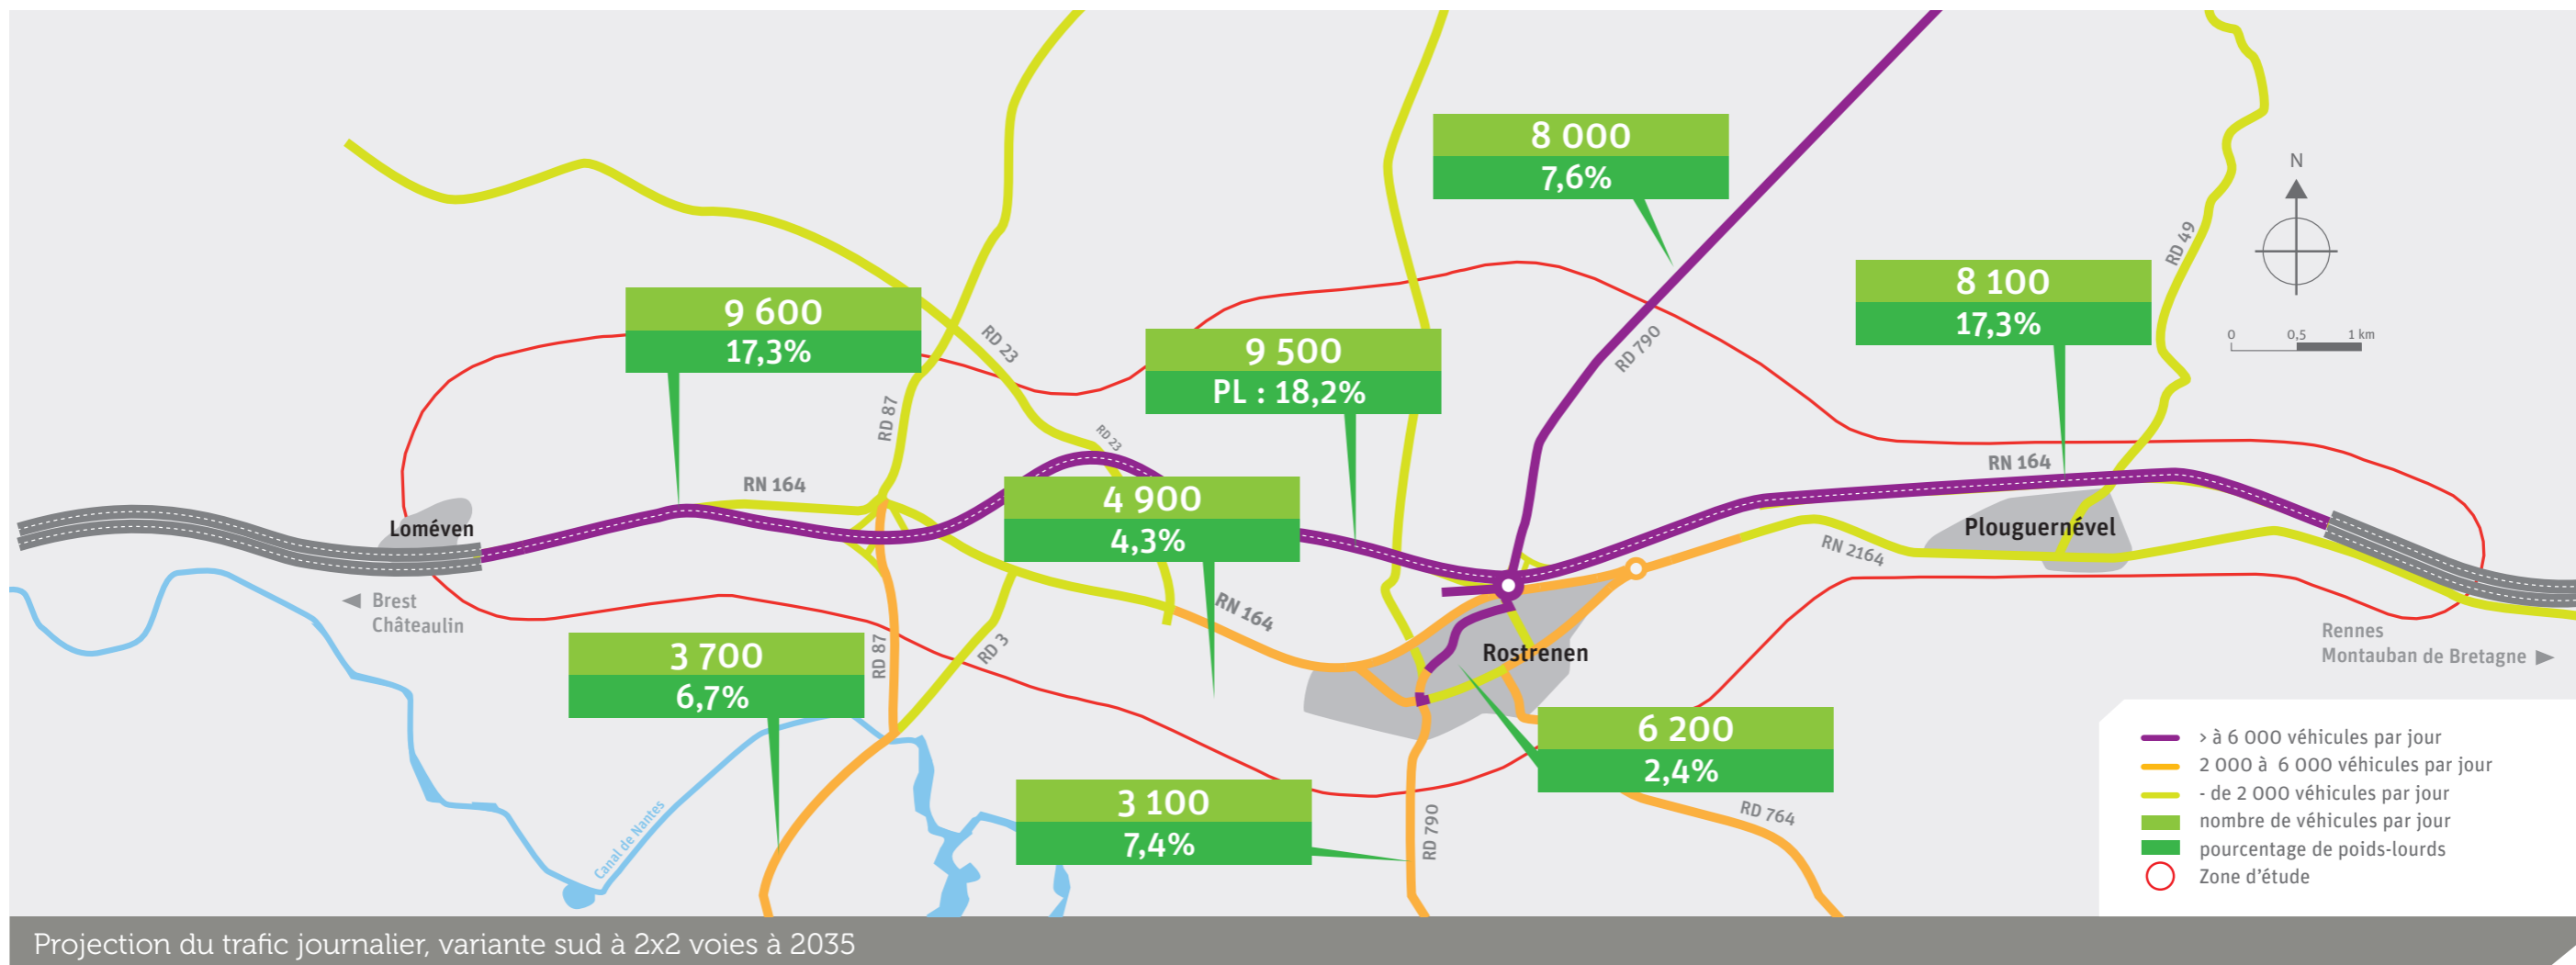 8 000
7,6%
N
RD 49
0
0,5
1 km
8 100
17,3%
9 600
17,3%
RD 23
9 500
PL : 18,2%
RD 790
RD 87
RD 23
RN 164
RN 164
4 900
4,3%
Loméven
Plouguernével
RN 2164
Brest
Châteaulin
RN 164
Rostrenen
Rennes
Montauban de Bretagne
3 700
6,7%
RD 87
RD 3
6 200
2,4%
3 100
7,4%
RD 790
RD 764
Canal de Nantes
> à 6 000 véhicules par jour
2 000 à 6 000 véhicules par jour
- de 2 000 véhicules par jour
nombre de véhicules par jour
pourcentage de poids-lourds
Zone d'étude
Projection du trafic journalier, variante sud à 2x2 voies à 2035